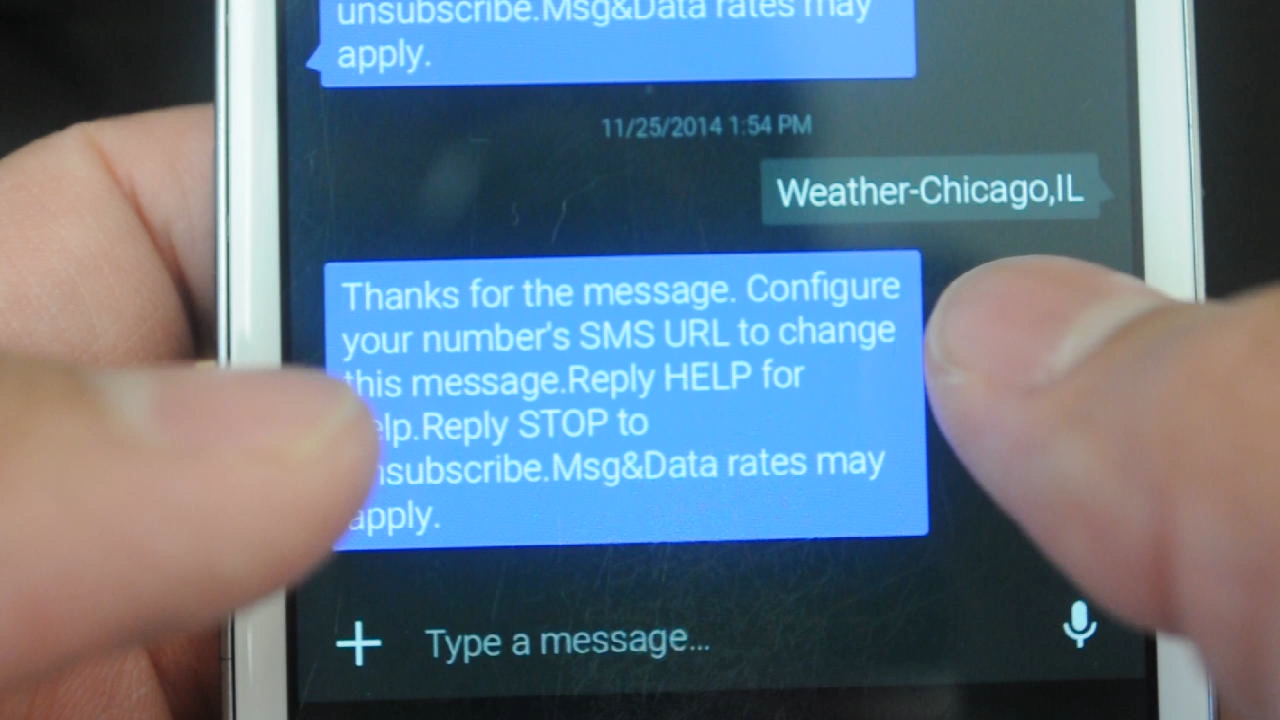 unsubscribe.Msg&Data rates may
apply.
11/25/2014 1:54 PM
Weather-Chicago,IL
Thanks for the message. Configure
your number's SMS URL to change
this message.Reply HELP for
help.Reply STOP to
unsubscribe.Msg&Data rates may
apply.
Type a message…